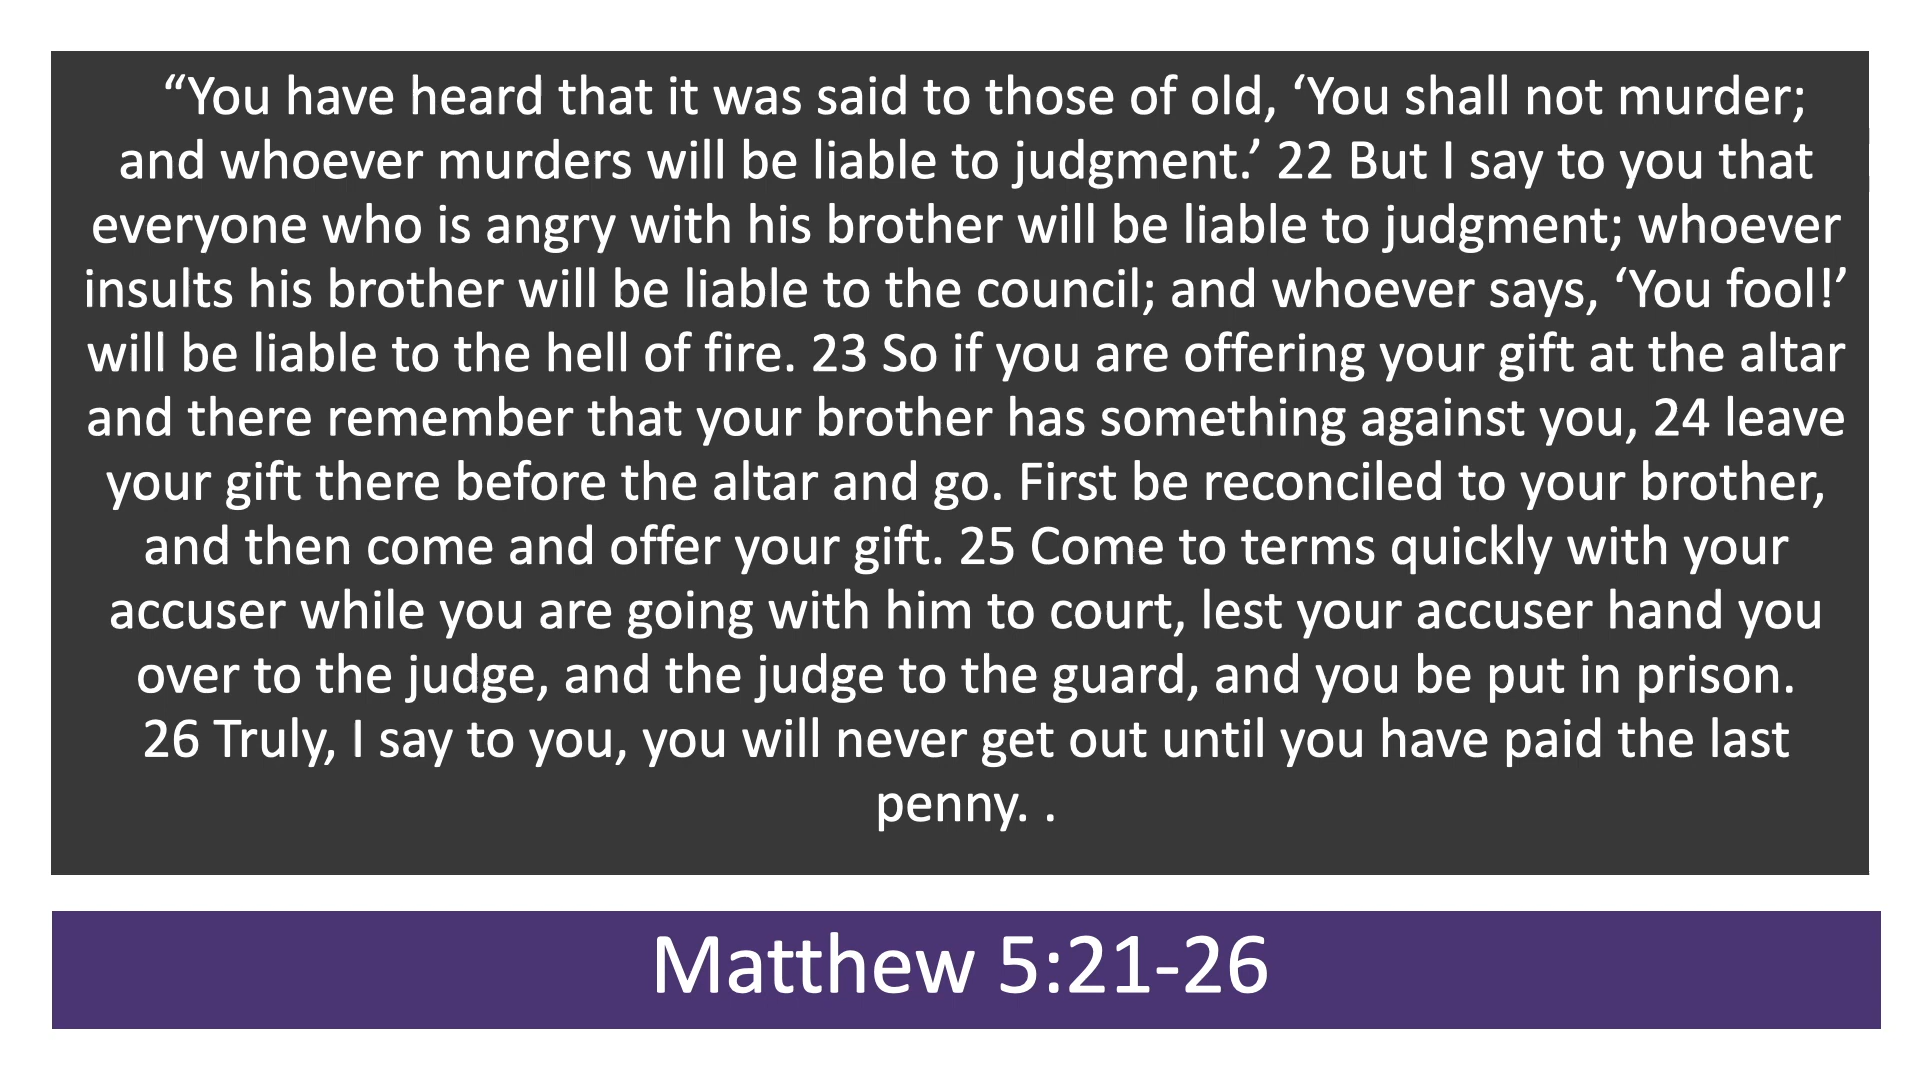 “You have heard that it was said to those of old, ‘You shall not murder;
and whoever murders will be liable to judgment.’ 22 But I say to you that
everyone who is angry with his brother will be liable to judgment; whoever
insults his brother will be liable to the council; and whoever says, ‘You fool!’
will be liable to the hell of fire. 23 So if you are offering your gift at the altar
and there remember that your brother has something against you, 24 leave
your gift there before the altar and go. First be reconciled to your brother,
and then come and offer your gift. 25 Come to terms quickly with your
accuser while you are going with him to court, lest your accuser hand you
over to the judge, and the judge to the guard, and you be put in prison.
26 Truly, I say to you, you will never get out until you have paid the last
penny. .
Matthew 5:21-26